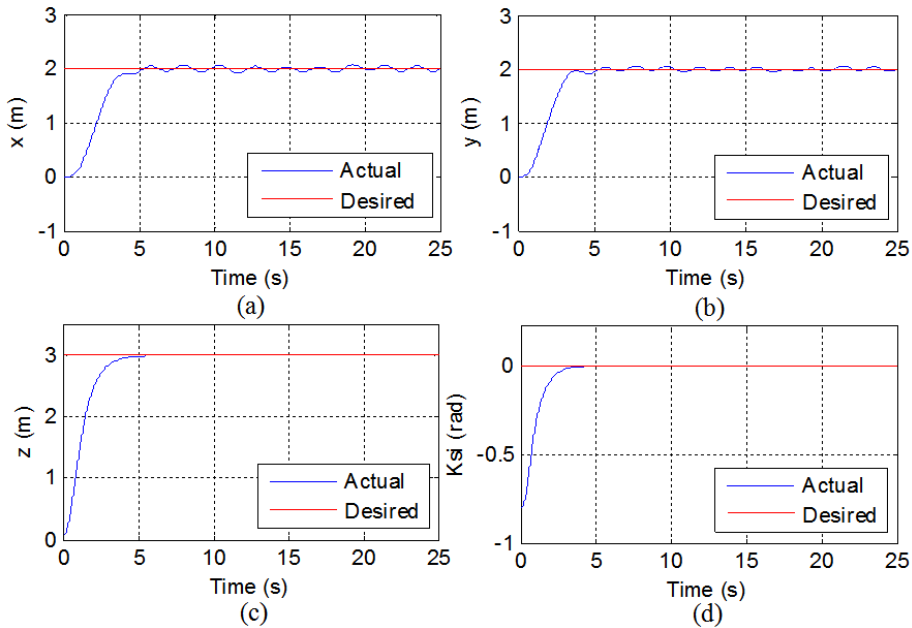 3
2
1
0
-1
x (m)
0 5 10 15 20 25
Time (s)
Actual
Desired
(a)
3
2
1
0
-1
y (m)
0 5 10 15 20 25
Time (s)
Actual
Desired
(b)
3
2
1
0
z (m)
0 5 10 15 20 25
Time (s)
Actual
Desired
(c)
0
-0.5
-1
Ksi (rad)
0 5 10 15 20 25
Time (s)
Actual
Desired
(d)